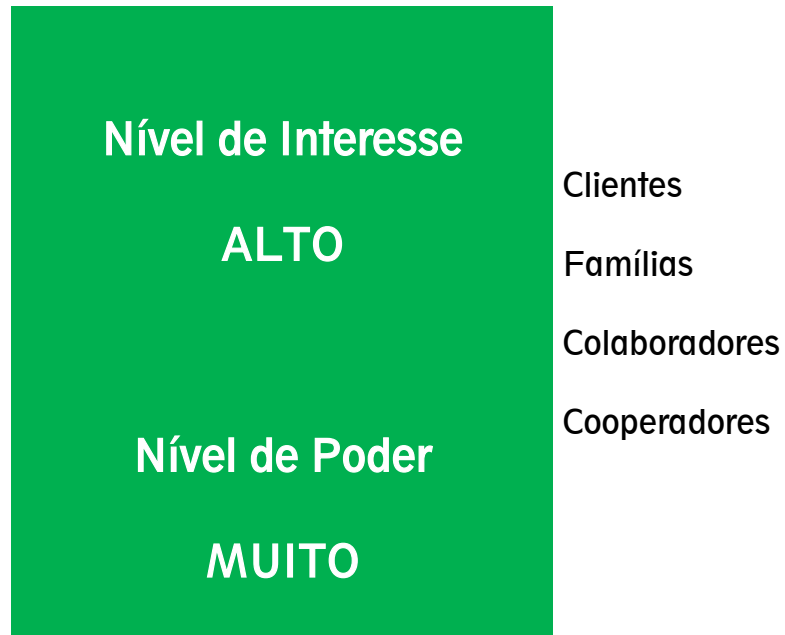 Nível de Interesse
ALTO
Nível de Poder
MUITO
Clientes
Famílias
Colaboradores
Cooperadores